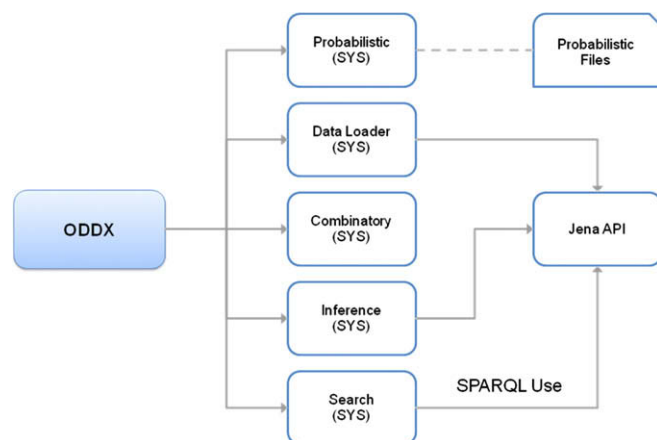 Probabilistic
(SYS)
Probabilistic
Files
Data Loader
(SYS)
ODDX
Combinatory
(SYS)
Jena API
Inference
(SYS)
Search
(SYS)
SPARQL Use